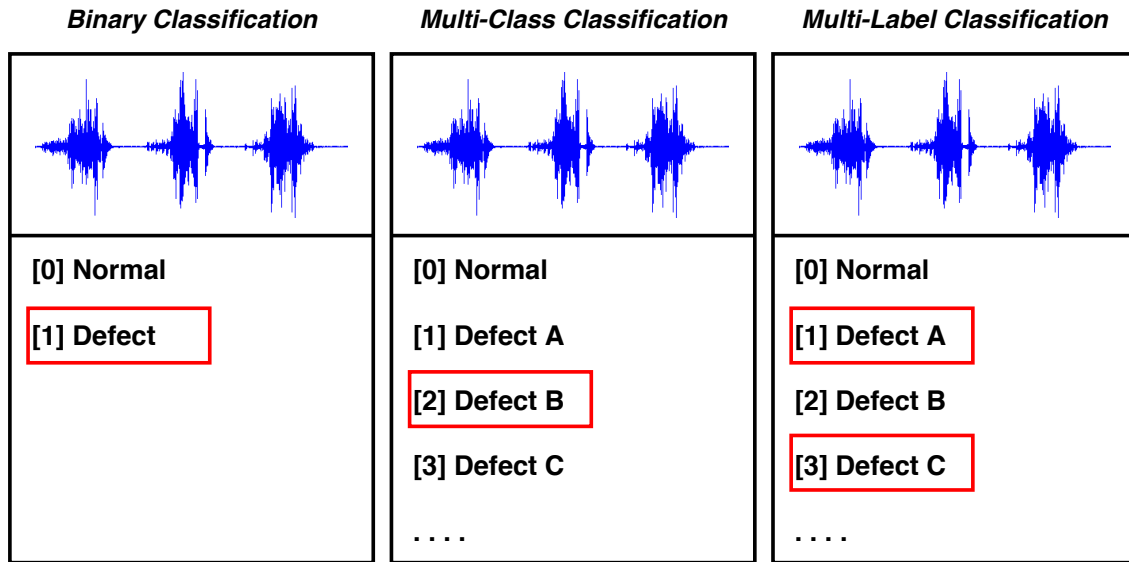 Binary Classification
[0] Normal
[1] Defect
Multi-Class Classification
[0] Normal
[1] Defect A
[2] Defect B
[3] Defect C
. . . .
Multi-Label Classification
[0] Normal
[1] Defect A
[2] Defect B
[3] Defect C
. . . .